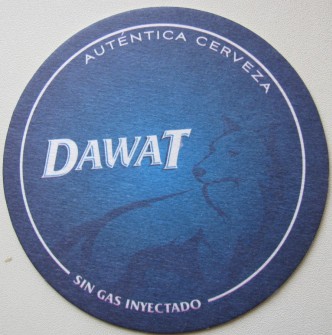 AUTÉNTICA CERVEZA
DAWAT
SIN GAS INYECTADO